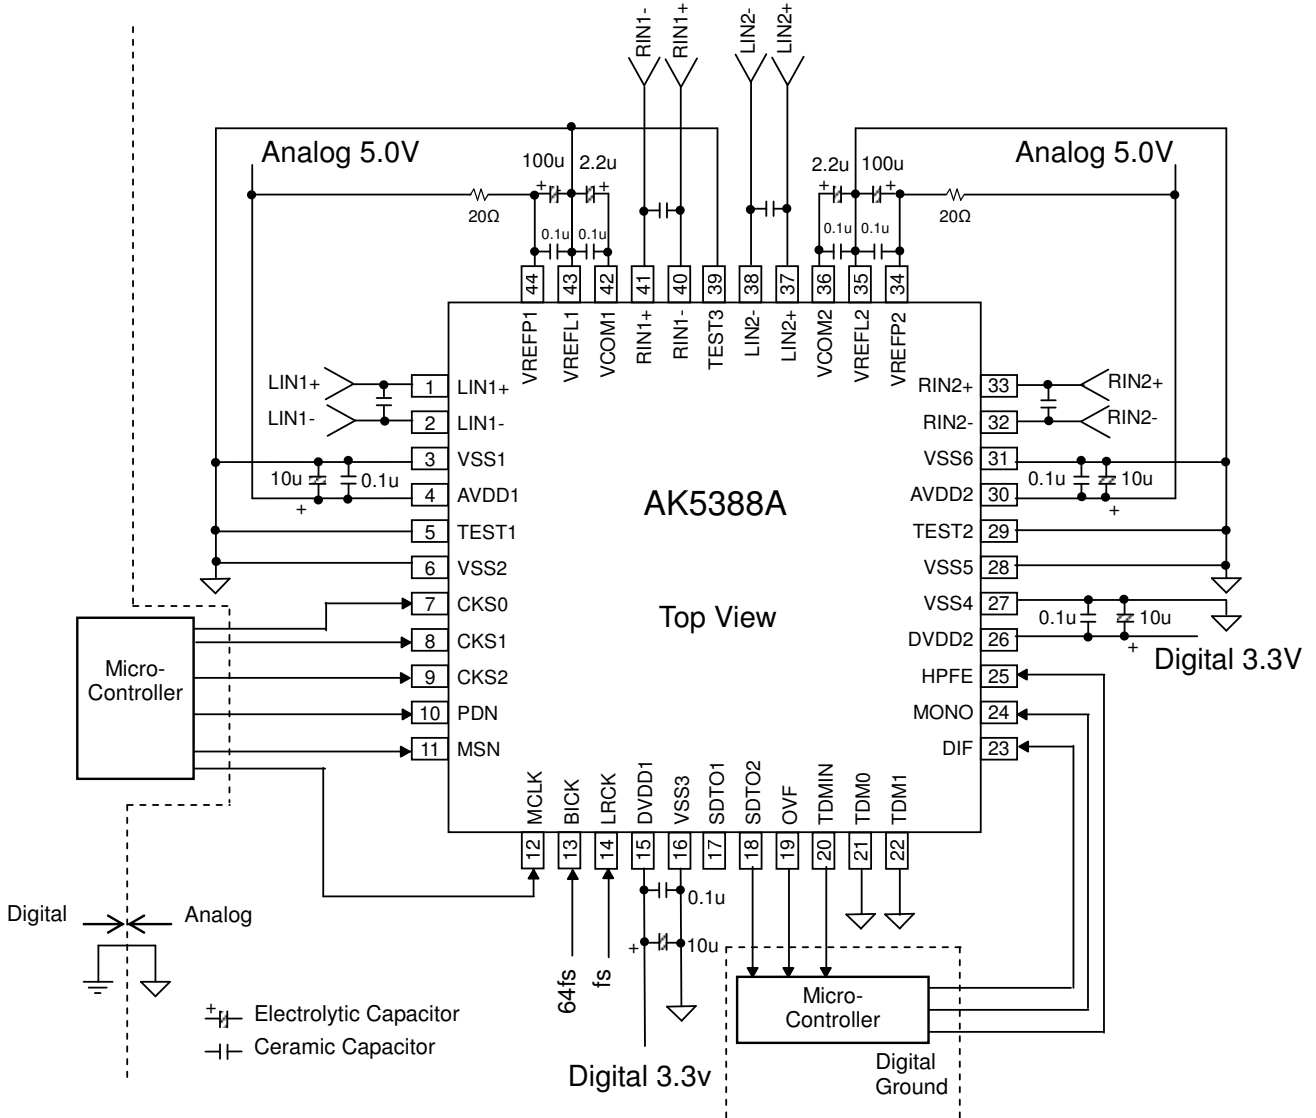 RIN1-
RIN1+
LIN2-
LIN2+
Analog 5.0V
100u
2.2u
2.2u
100u
Analog 5.0V
+
+
+
+
20Ω
20Ω
0.1u
0.1u
0.1u
0.1u
44
43
42
41
40
39
38
37
36
35
34
VREFP1
VREFL1
VCOM1
RIN1+
RIN1-
TEST3
LIN2-
LIN2+
VCOM2
VREFL2
VREFP2
LIN1+
1
LIN1+
RIN2+
33
RIN2+
LIN1-
2
LIN1-
RIN2-
32
RIN2-
3
VSS1
VSS6
31
10u
0.1u
0.1u
10u
+
+
4
AVDD1
AVDD2
30
AK5388A
5
TEST1
TEST2
29
6
VSS2
VSS5
28
7
CKS0
VSS4
27
Top View
0.1u
10u
+
8
CKS1
DVDD2
26
Digital 3.3V
Micro-
Controller
9
CKS2
HPFE
25
10
PDN
MONO
24
11
MSN
DIF
23
MCLK
BICK
LRCK
DVDD1
VSS3
SDTO1
SDTO2
OVF
TDMIN
TDM0
TDM1
12
13
14
15
16
17
18
19
20
21
22
0.1u
+
10u
Digital
Analog
64fs
fs
Micro-
Controller
+
Electrolytic Capacitor
Ceramic Capacitor
Digital 3.3v
Digital
Ground